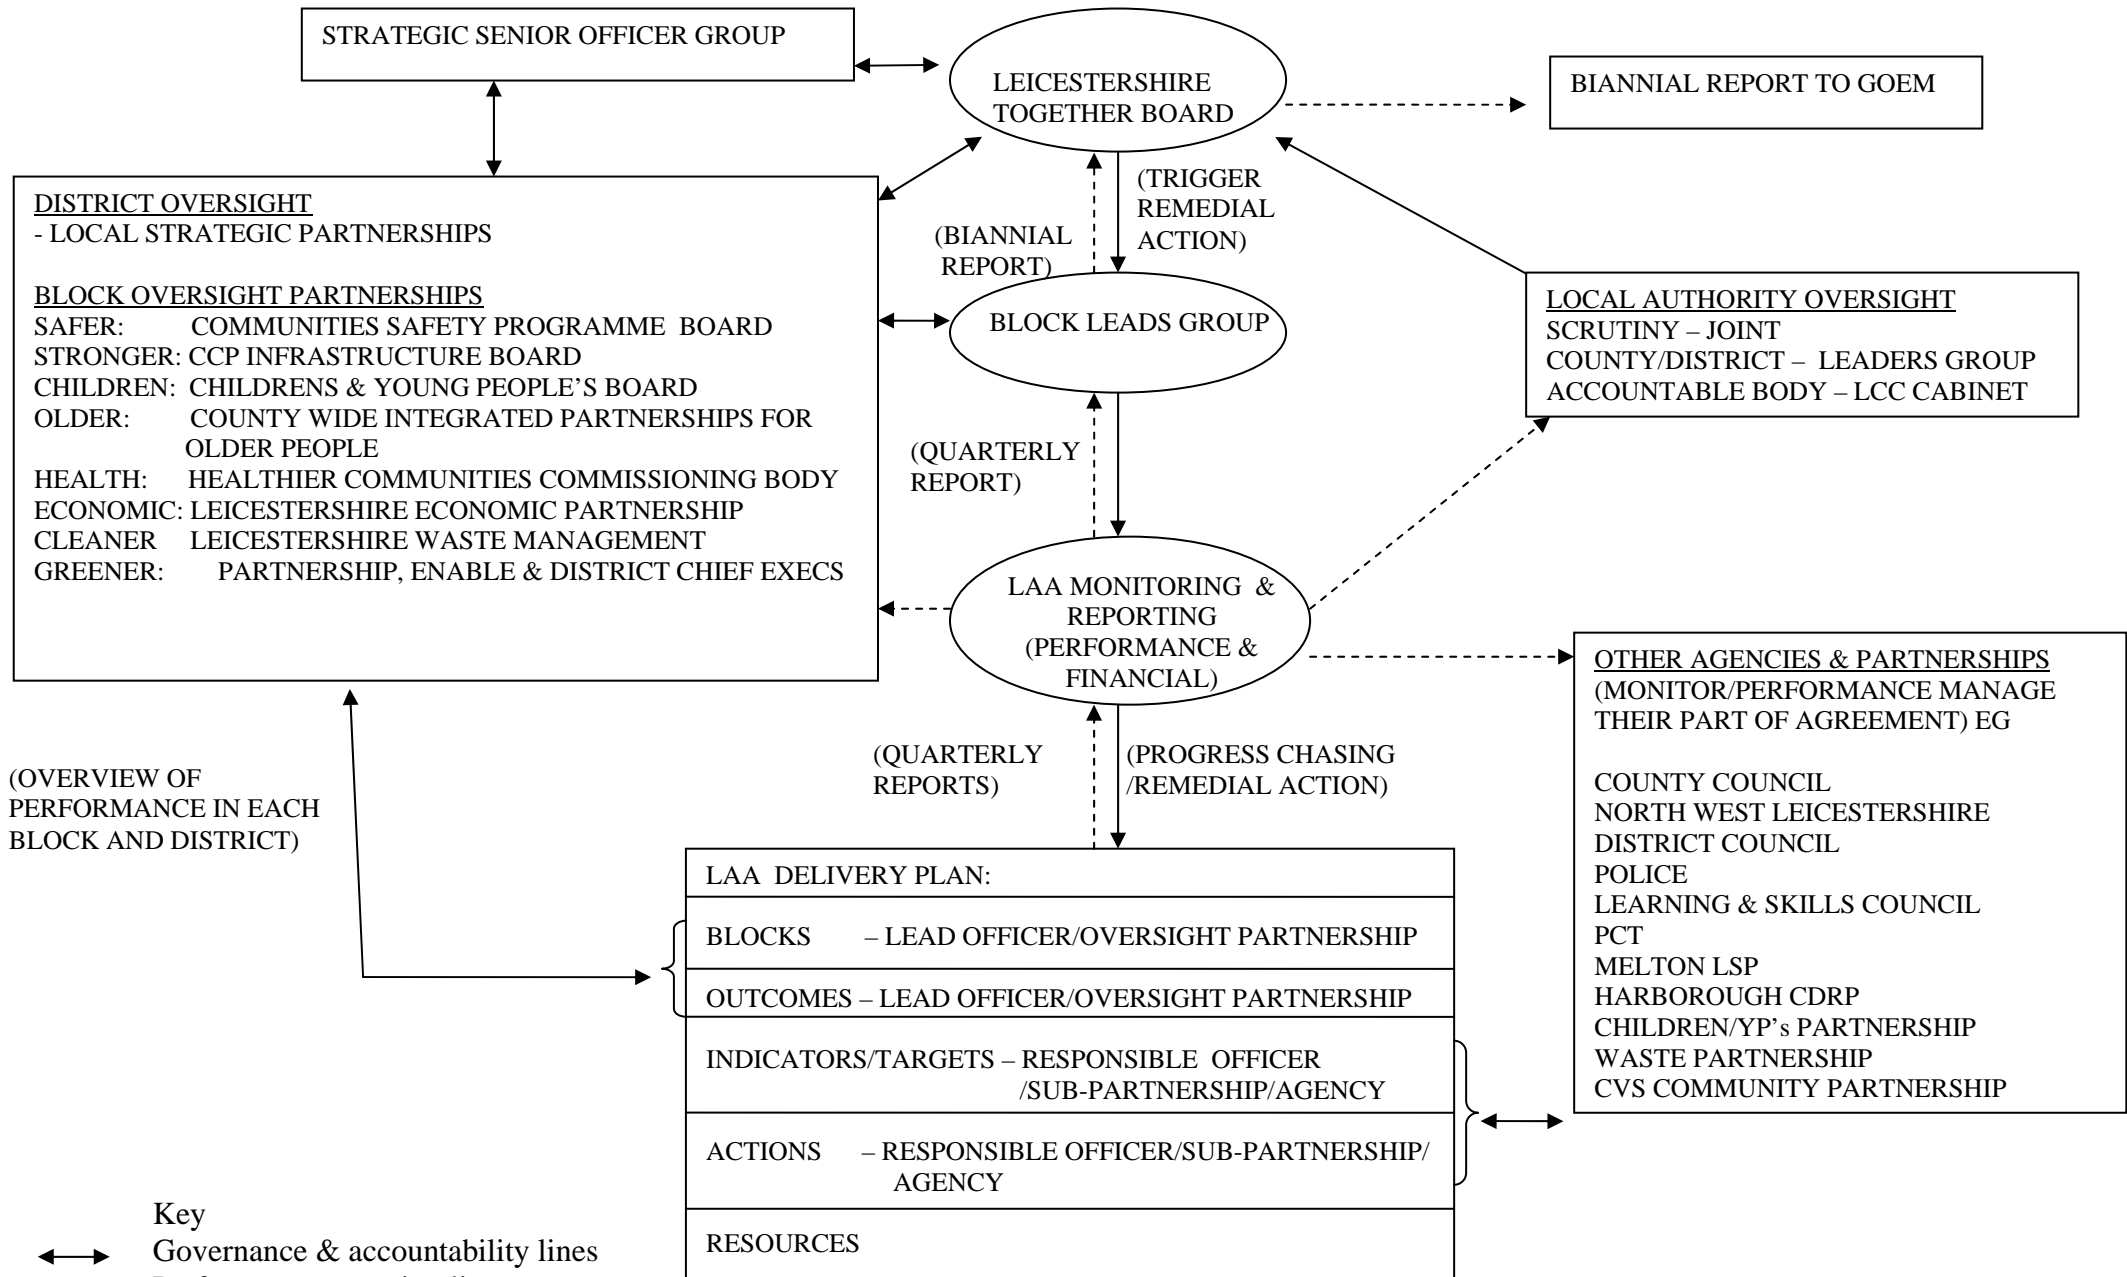 STRATEGIC SENIOR OFFICER GROUP
LEICESTERSHIRE
TOGETHER BOARD
BIANNIAL REPORT TO GOEM
(TRIGGER
REMEDIAL
ACTION)
(BIANNIAL
REPORT)
DISTRICT OVERSIGHT
- LOCAL STRATEGIC PARTNERSHIPS
BLOCK OVERSIGHT PARTNERSHIPS
SAFER: COMMUNITIES SAFETY PROGRAMME BOARD
STRONGER: CCP INFRASTRUCTURE BOARD
CHILDREN: CHILDRENS & YOUNG PEOPLE'S BOARD
OLDER: COUNTY WIDE INTEGRATED PARTNERSHIPS FOR
OLDER PEOPLE
HEALTH: HEALTHIER COMMUNITIES COMMISSIONING BODY
ECONOMIC: LEICESTERSHIRE ECONOMIC PARTNERSHIP
CLEANER LEICESTERSHIRE WASTE MANAGEMENT
GREENER: PARTNERSHIP, ENABLE & DISTRICT CHIEF EXECS
BLOCK LEADS GROUP
LOCAL AUTHORITY OVERSIGHT
SCRUTINY – JOINT
COUNTY/DISTRICT – LEADERS GROUP
ACCOUNTABLE BODY – LCC CABINET
(QUARTERLY
REPORT)
LAA MONITORING &
REPORTING
(PERFORMANCE &
FINANCIAL)
OTHER AGENCIES & PARTNERSHIPS
(MONITOR/PERFORMANCE MANAGE
THEIR PART OF AGREEMENT) EG
COUNTY COUNCIL
NORTH WEST LEICESTERSHIRE
DISTRICT COUNCIL
POLICE
LEARNING & SKILLS COUNCIL
PCT
MELTON LSP
HARBOROUGH CDRP
CHILDREN/YP's PARTNERSHIP
WASTE PARTNERSHIP
CVS COMMUNITY PARTNERSHIP
(QUARTERLY
REPORTS)
(PROGRESS CHASING
/REMEDIAL ACTION)
(OVERVIEW OF
PERFORMANCE IN EACH
BLOCK AND DISTRICT)
LAA DELIVERY PLAN:
BLOCKS – LEAD OFFICER/OVERSIGHT PARTNERSHIP
OUTCOMES – LEAD OFFICER/OVERSIGHT PARTNERSHIP
INDICATORS/TARGETS – RESPONSIBLE OFFICER
/SUB-PARTNERSHIP/AGENCY
ACTIONS – RESPONSIBLE OFFICER/SUB-PARTNERSHIP/
AGENCY
RESOURCES
Key
Governance & accountability lines